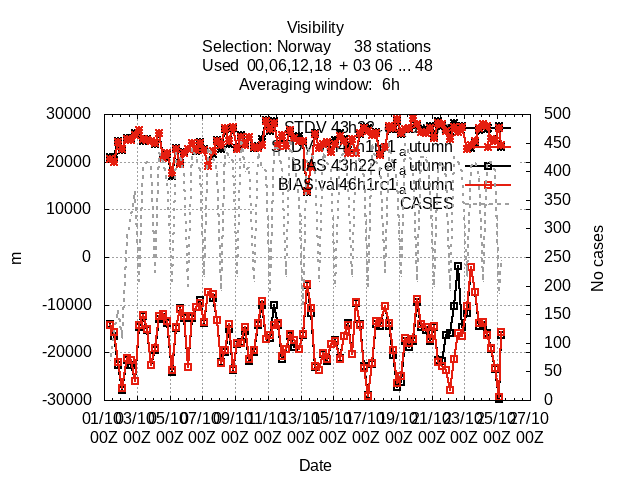 Visibility
Selection: Norway 38 stations
Used 00,06,12,18 + 03 06 ... 48
Averaging window: 6h
30000
20000
10000
0
-10000
-20000
-30000
m
500
450
400
350
300
250
200
150
100
50
0
No cases
STDV 43h22
utumn
BIAS 43h22_ref_autumn
BIAS val46h1rc1_autumn
CASES
01/10 03/10 05/10 07/10 09/10 11/10 13/10 15/10 17/10 19/10 21/10 23/10 25/10 27/10
00Z 00Z 00Z 00Z 00Z 00Z 00Z 00Z 00Z 00Z 00Z 00Z 00Z 00Z
Date